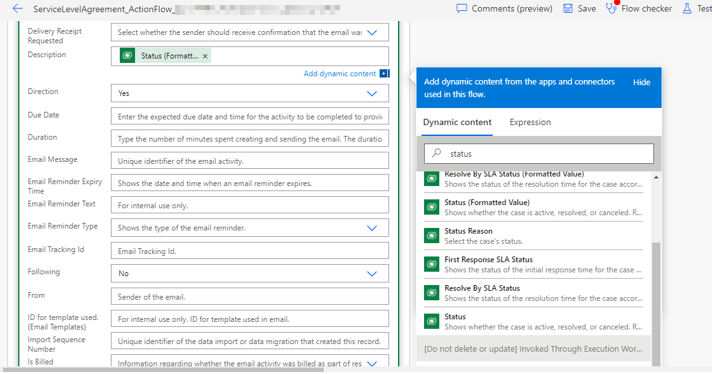 ServiceLevelAgreement_ActionFlow_
Comments (preview)
Save
Flow checker
Test
Delivery Receipt Requested
Select whether the sender should receive confirmation that the email was
Description
Status (Formatt... ×
Add dynamic content
Direction
Yes
Due Date
Enter the expected due date and time for the activity to be completed to provi
Duration
Type the number of minutes spent creating and sending the email. The duratio
Email Message
Unique identifier of the email activity.
Email Reminder Expiry Time
Shows the date and time when an email reminder expires.
Email Reminder Text
For internal use only.
Email Reminder Type
Shows the type of the email reminder.
Email Tracking Id
Email Tracking Id.
Following
No
From
Sender of the email.
ID for template used. (Email Templates)
For internal use only. ID for template used in email.
Import Sequence Number
Unique identifier of the data import or data migration that created this record.
Is Billed
Information regarding whether the email activity was billed as part of res
Add dynamic content from the apps and connectors used in this flow.
Hide
Dynamic content
Expression
status
Resolve By SLA Status (Formatted Value)
Shows the status of the resolution time for the case accor...
Status (Formatted Value)
Shows whether the case is active, resolved, or canceled. R...
Status Reason
Select the case's status.
First Response SLA Status
Shows the status of the initial response time for the case ...
Resolve By SLA Status
Shows the status of the resolution time for the case accor...
Status
Shows whether the case is active, resolved, or canceled. R...
[Do not delete or update] Invoked Through Execution Wor...